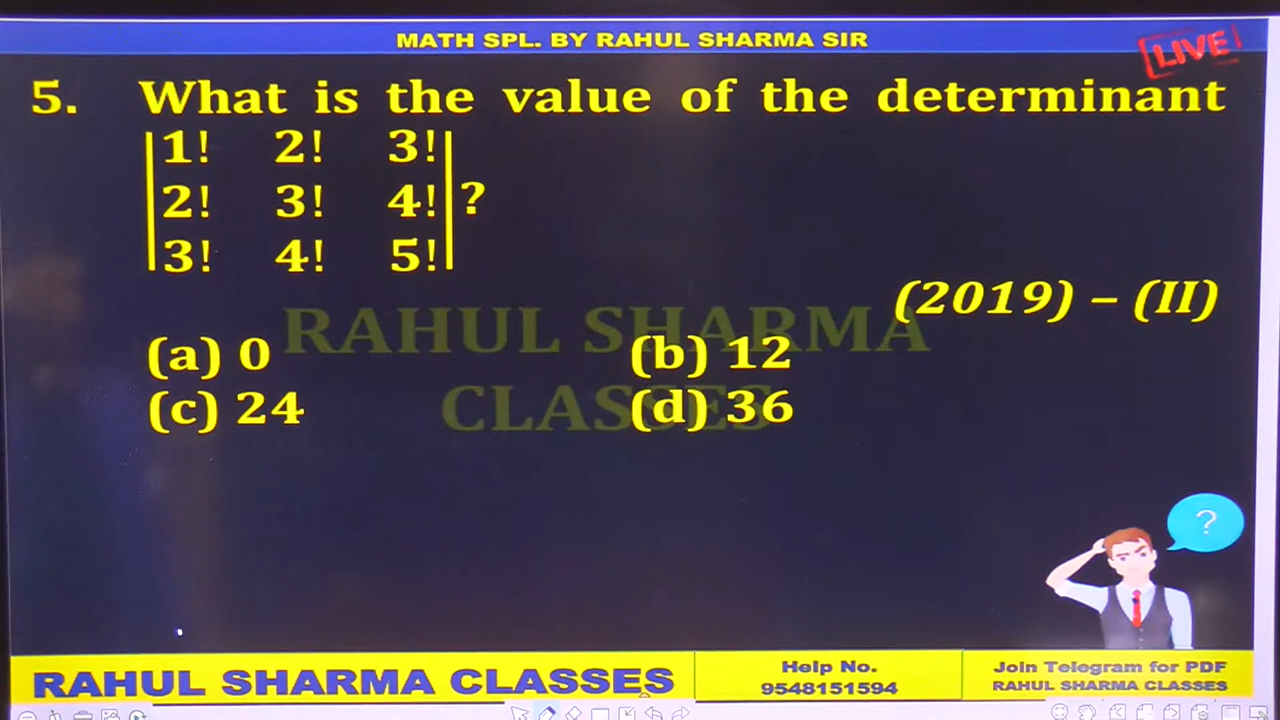 MATH SPL. BY RAHUL SHARMA SIR
LIVE
5. What is the value of the determinant
|1! 2! 3!|
|2! 3! 4!| ?
|3! 4! 5!|
(2019) – (II)
RAHUL SHARMA
CLASSES
(a) 0 (b) 12
(c) 24 (d) 36
?
RAHUL SHARMA CLASSES
Help No.
9548151594
Join Telegram for PDF
RAHUL SHARMA CLASSES